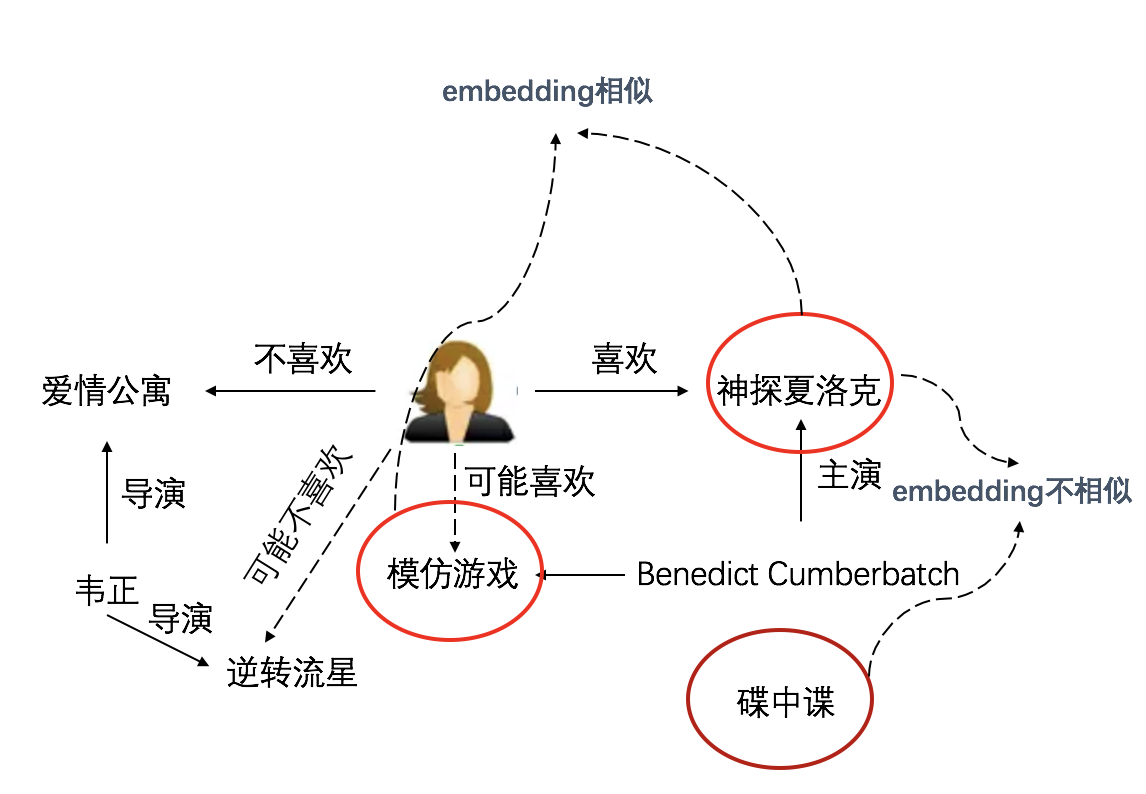 embedding相似
不喜欢
喜欢
爱情公寓
神探夏洛克
导演
可能不喜欢
可能喜欢
主演
embedding不相似
模仿游戏
Benedict Cumberbatch
韦正
导演
逆转流星
碟中谍